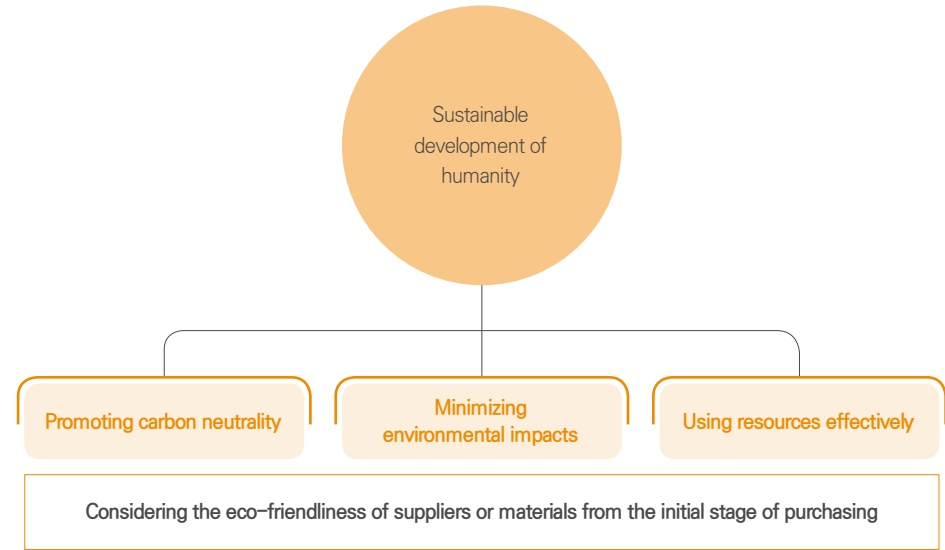 Sustainable
development of
humanity
Promoting carbon neutrality
Minimizing
environmental impacts
Using resources effectively
Considering the eco-friendliness of suppliers or materials from the initial stage of purchasing